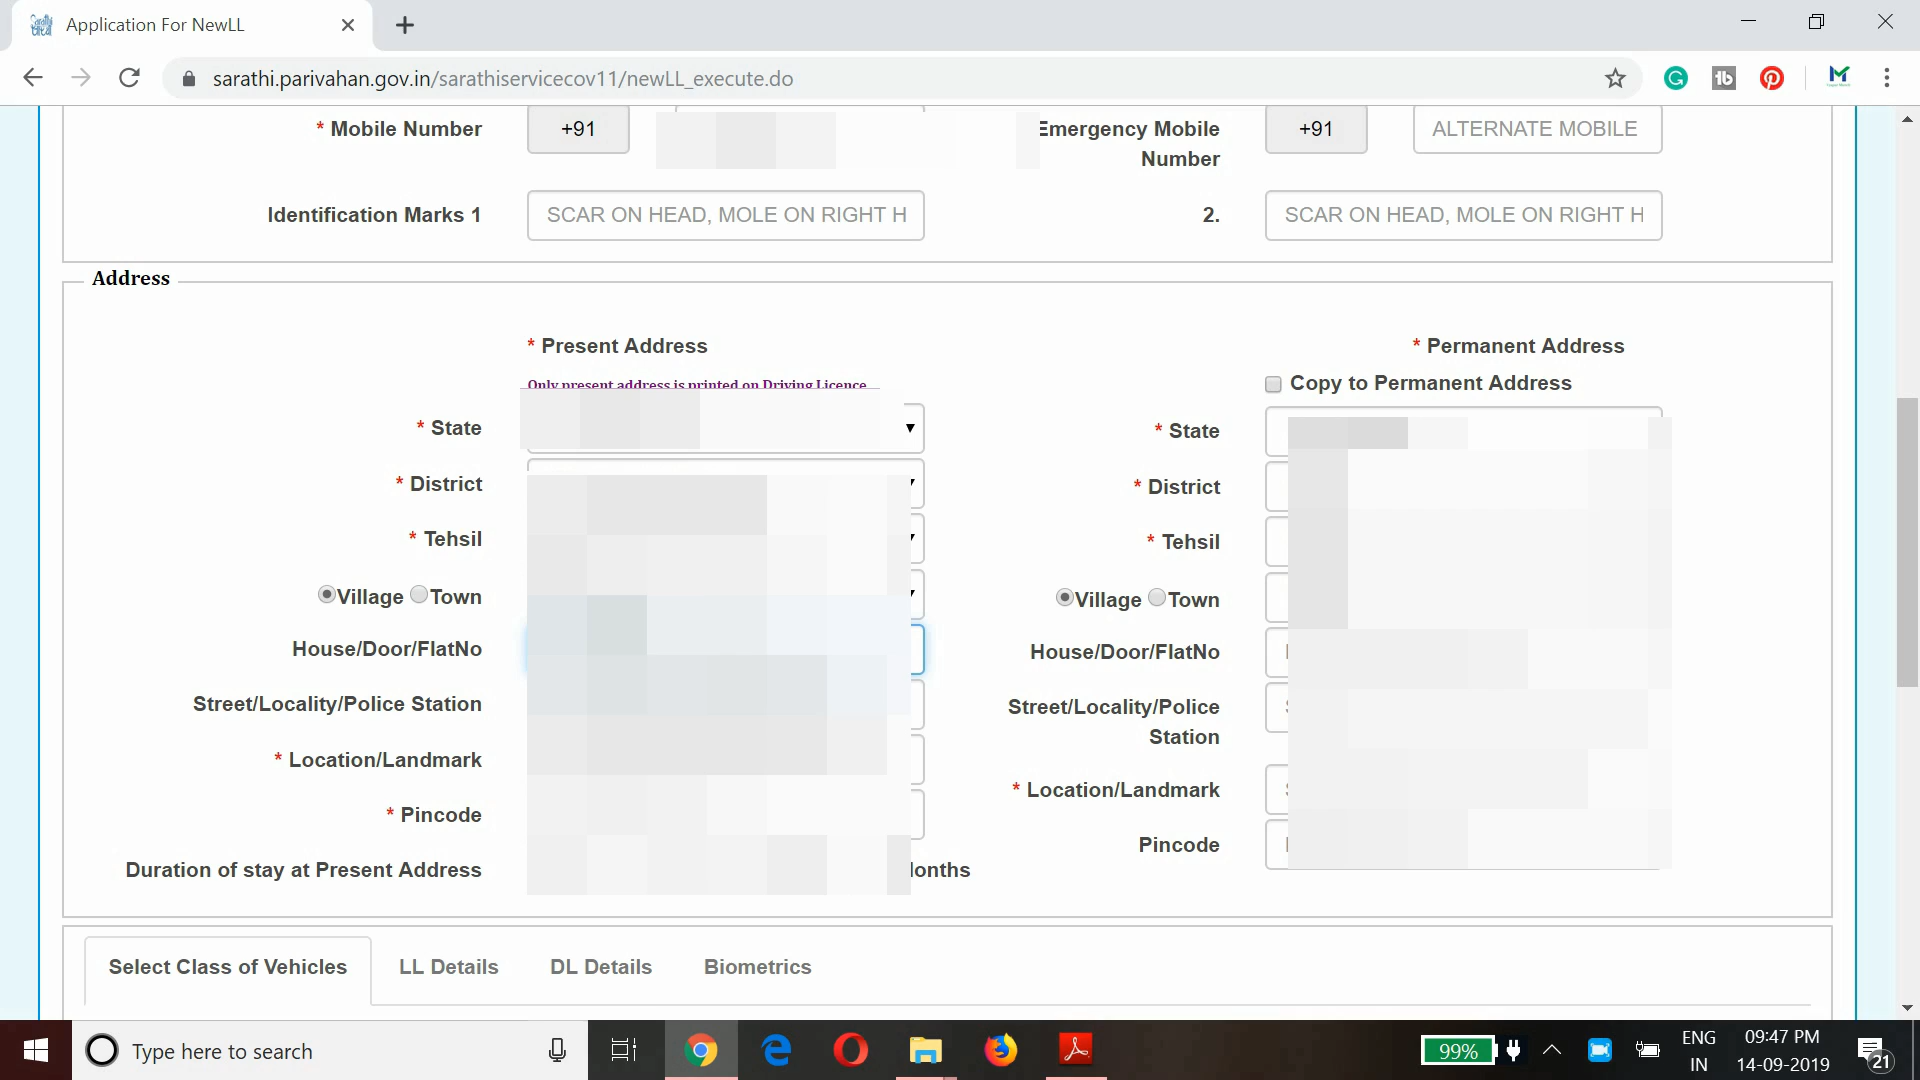 Application For NewLL
sarathi.parivahan.gov.in/sarathiservicecov11/newLL_execute.do
* Mobile Number +91
Emergency Mobile Number +91 ALTERNATE MOBILE
Identification Marks 1 SCAR ON HEAD, MOLE ON RIGHT H
2. SCAR ON HEAD, MOLE ON RIGHT H
Address
* Present Address
Only present address is printed on Driving Licence
* State
* District
* Tehsil
Village Town
House/Door/FlatNo
Street/Locality/Police Station
* Location/Landmark
* Pincode
Duration of stay at Present Address
* Permanent Address
Copy to Permanent Address
* State
* District
* Tehsil
Village Town
House/Door/FlatNo
Street/Locality/Police
Station
* Location/Landmark
Pincode
Select Class of Vehicles LL Details DL Details Biometrics
Type here to search
99%
ENG
IN
09:47 PM
14-09-2019
21